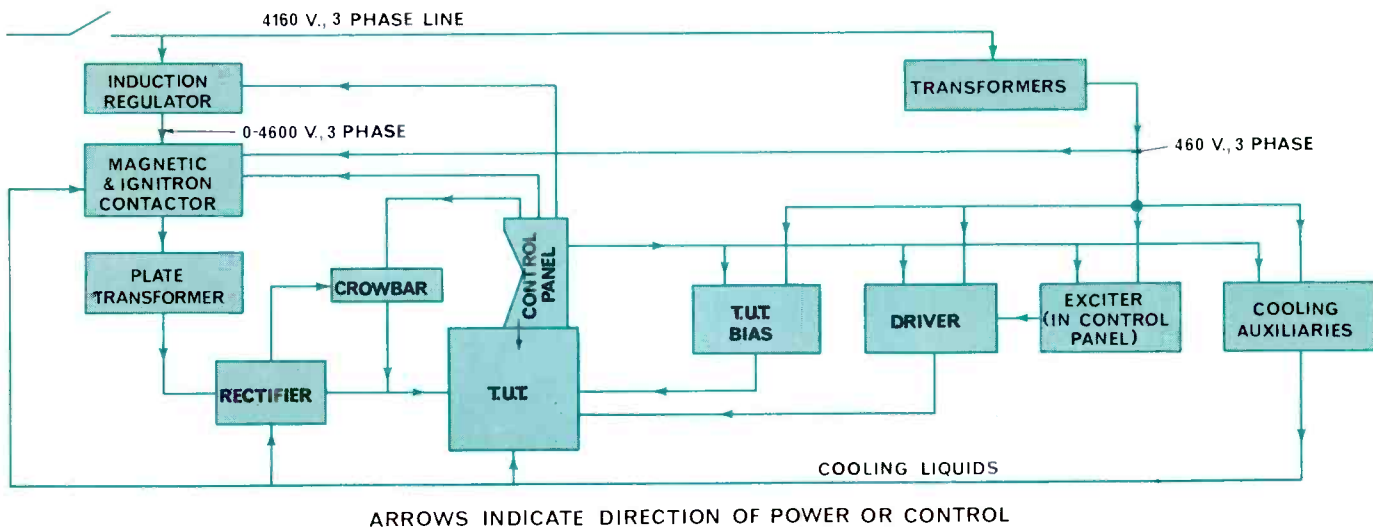 4160 V., 3 PHASE LINE
INDUCTION
REGULATOR
TRANSFORMERS
0-4600 V., 3 PHASE
460 V., 3 PHASE
MAGNETIC
& IGNITRON
CONTACTOR
PLATE
TRANSFORMER
CROWBAR
CONTROL
PANEL
T.U.T.
BIAS
DRIVER
EXCITER
(IN CONTROL
PANEL)
COOLING
AUXILIARIES
RECTIFIER
T.U.T.
COOLING LIQUIDS
ARROWS INDICATE DIRECTION OF POWER OR CONTROL